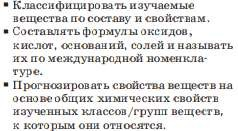 ▪ Классифицировать изучаемые
вещества по составу и свойствам.
▪ Составлять формулы оксидов,
кислот, оснований, солей и называть
их по международной номенкла-
туре.
▪ Прогнозировать свойства веществ на
основе общих химических свойств
изученных классов/групп веществ,
к которым они относятся.